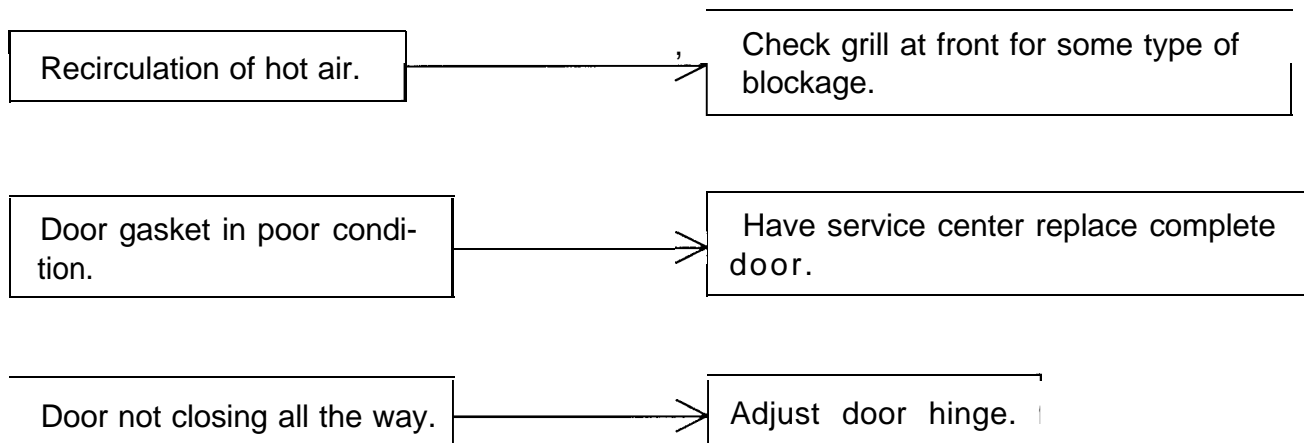 Recirculation of hot air.
Check grill at front for some type of
blockage.
Door gasket in poor condi-
tion.
Have service center replace complete
door.
Door not closing all the way.
Adjust door hinge.